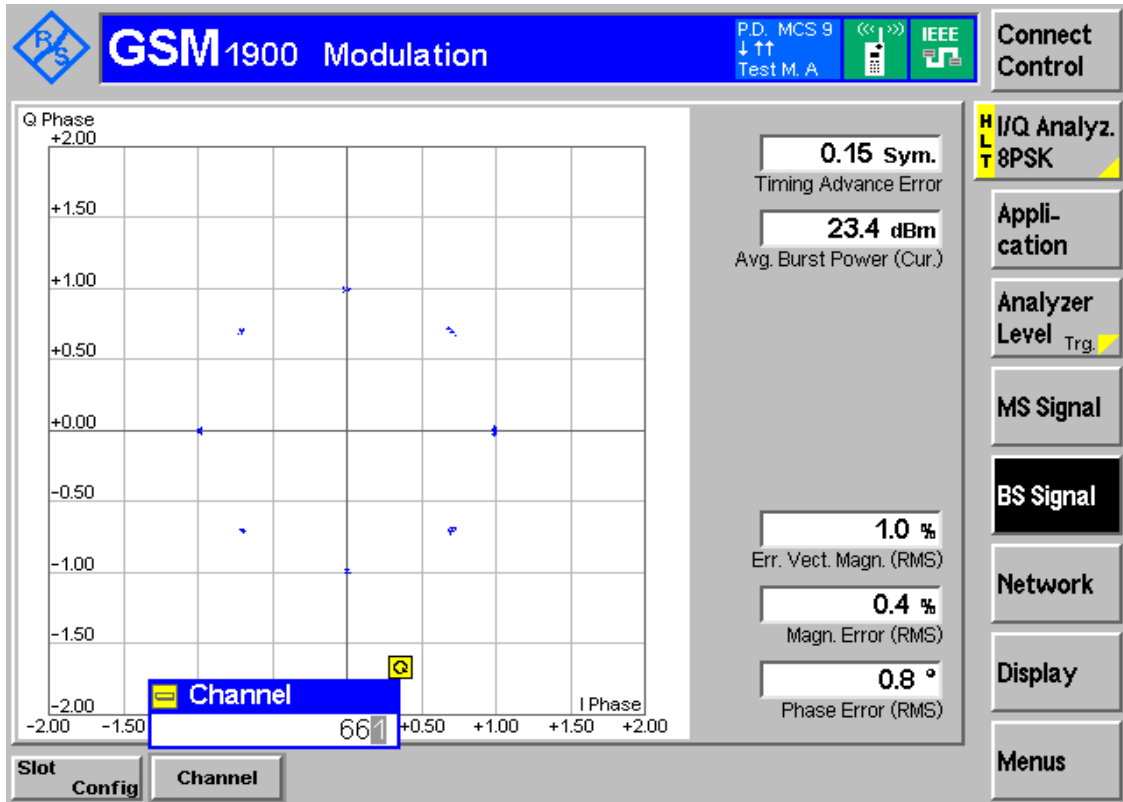 R/S
GSM 1900 Modulation
P.D. MCS 9
↓ ↑↑
Test M. A
IEEE
Connect
Control
Q Phase
+2.00
+1.50
+1.00
+0.50
+0.00
-0.50
-1.00
-1.50
-2.00
I Phase
-2.00 -1.50 +0.50 +1.00 +1.50 +2.00
Channel
661
0.15 Sym.
Timing Advance Error
23.4 dBm
Avg. Burst Power (Cur.)
1.0 %
Err. Vect. Magn. (RMS)
0.4 %
Magn. Error (RMS)
0.8 °
Phase Error (RMS)
HLT
I/Q Analyz.
8PSK
Appli-
cation
Analyzer
Level Trg.
MS Signal
BS Signal
Network
Display
Menus
Slot
Config
Channel